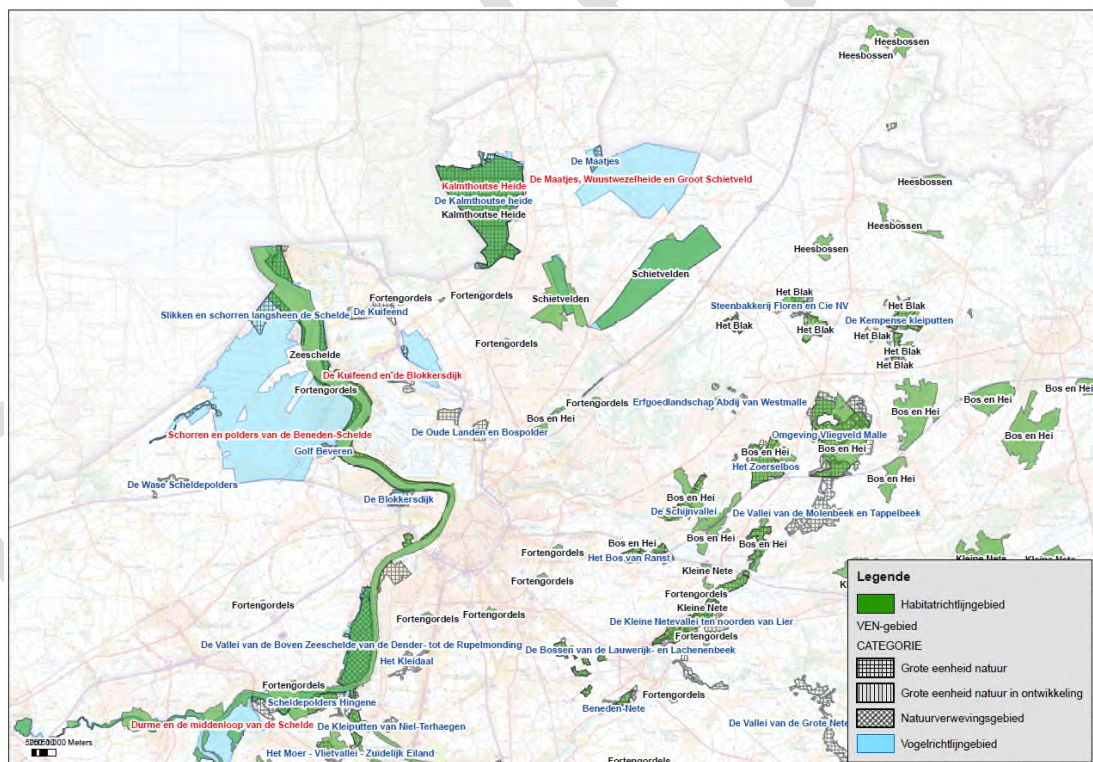 Heesbossen
Heesbossen
De Maatjes
De Maatjes, Wuustwezelheide en Groot Schietveld
Kalmthoutse Heide
De Kalmthoutse heide
Kalmthoutse Heide
Heesbossen
Heesbossen
Heesbossen
Schietvelden
Schietvelden
Fortengordels
Fortengordels
De Kuifeend
Slikken en schorren langsheen de Schelde
Het Blak
Steenbakkerij Floren en Cie NV
Het Blak
Het Blak
Het Blak
De Kempense kleiputten
Het Blak
Het Blak
Het Blak
Fortengordels
Zeeschelde
De Kuifeend en de Blokkersdijk
Fortengordels
Fortengordels
Erfgoedlandschap Abdij van Westmalle
Bos en Hei
Bos en Hei
Bos en Hei
Bos en Hei
Bos en Hei
De Oude Landen en Bospolder
Schorren en polders van de Beneden-Schelde
Golf Beveren
Omgeving Vliegveld Malle
Bos en Hei
Bos en Hei
Het Zoerselbos
Bos en Hei
Bos en Hei
De Wase Scheldepolders
De Blokkersdijk
Bos en Hei
De Schijnvallei
De Vallei van de Molenbeek en Tappelbeek
Bos en Hei
Bos en Hei
Bos en Hei
Fortengordels
Het Bos van Ranst
Kleine Nete
Kleine Nete
Fortengordels
Fortengordels
Kleine Nete
Fortengordels
Fortengordels
Fortengordels
De Kleine Netevallei ten noorden van Lier
Fortengordels
De Vallei van de Boven Zeeschelde van de Dender- tot de Rupelmonding
De Bossen van de Lauwerijk- en Lachenenbeek
Het Kleidaal
Fortengordels
Scheldepolders Hingene
Fortengordels
Beneden-Nete
Durme en de middenloop van de Schelde
De Kleiputten van Niel-Terhaegen
De Vallei van de Grote Nete
Het Moer - Vlietvallei - Zuidelijk Eiland
Meters
Legende
Habitatrichtlijngebied
VEN-gebied
CATEGORIE
Grote eenheid natuur
Grote eenheid natuur in ontwikkeling
Natuurverwevingsgebied
Vogelrichtlijngebied